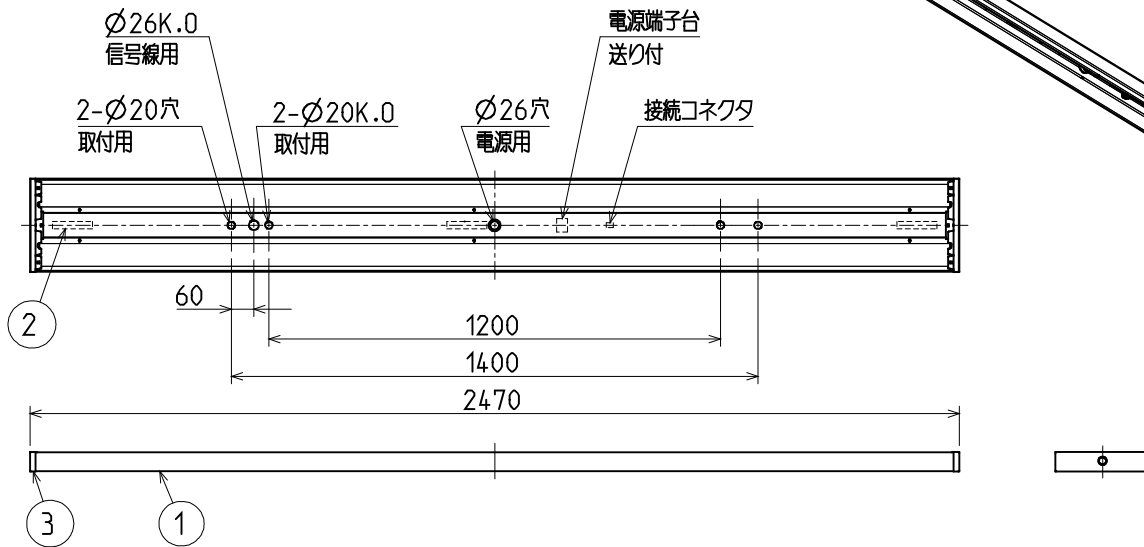 Ø26K.O
信号線用
電源端子台
送り付
2-Ø20穴
取付用
2-Ø20K.O
取付用
Ø26穴
電源用
接続コネクタ
60
2
1200
1400
2470
3
1